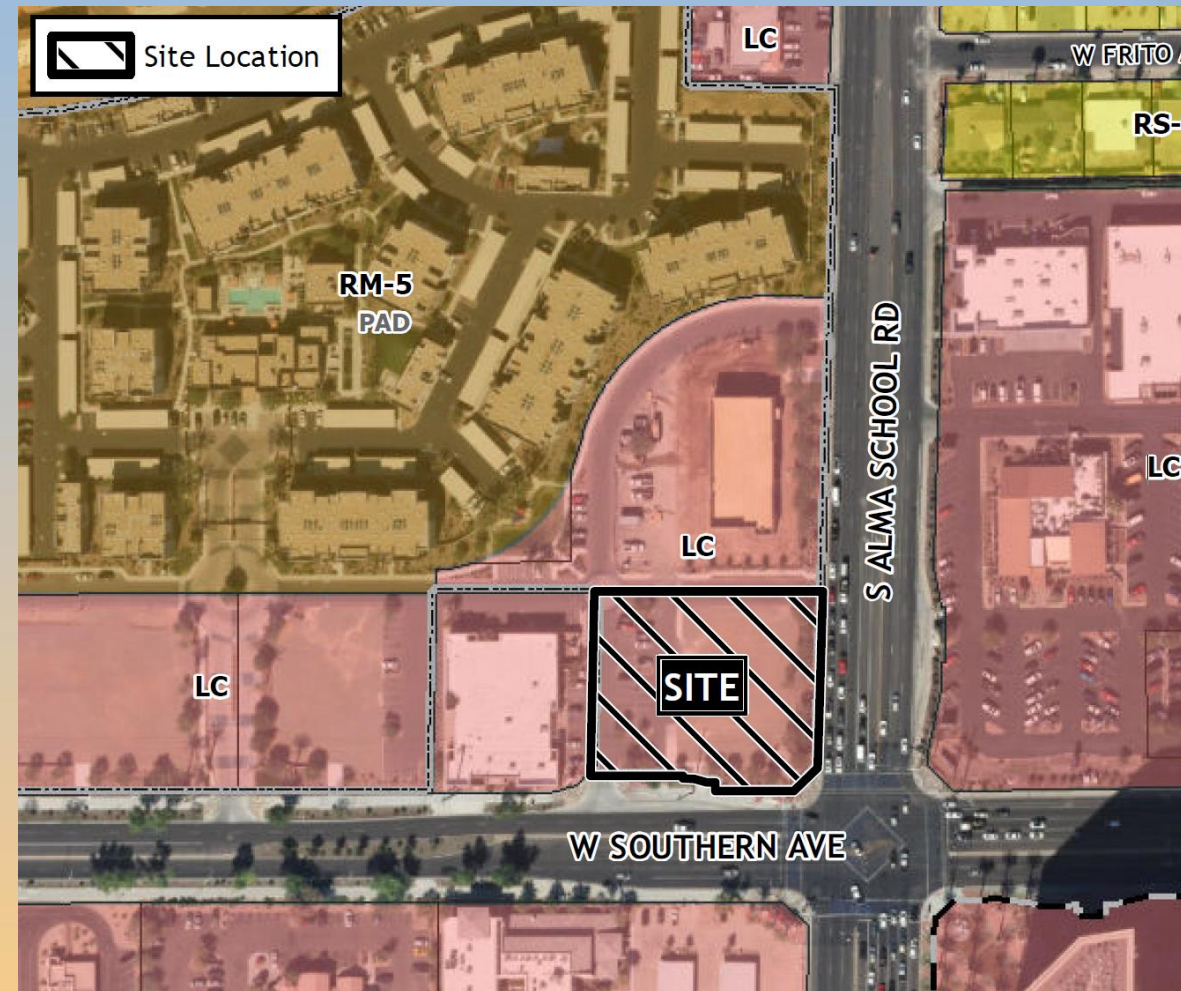 Site Location
LC
W FRITO A
RS-
RM-5
PAD
S ALMA SCHOOL RD
LC
LC
SITE
LC
W SOUTHERN AVE